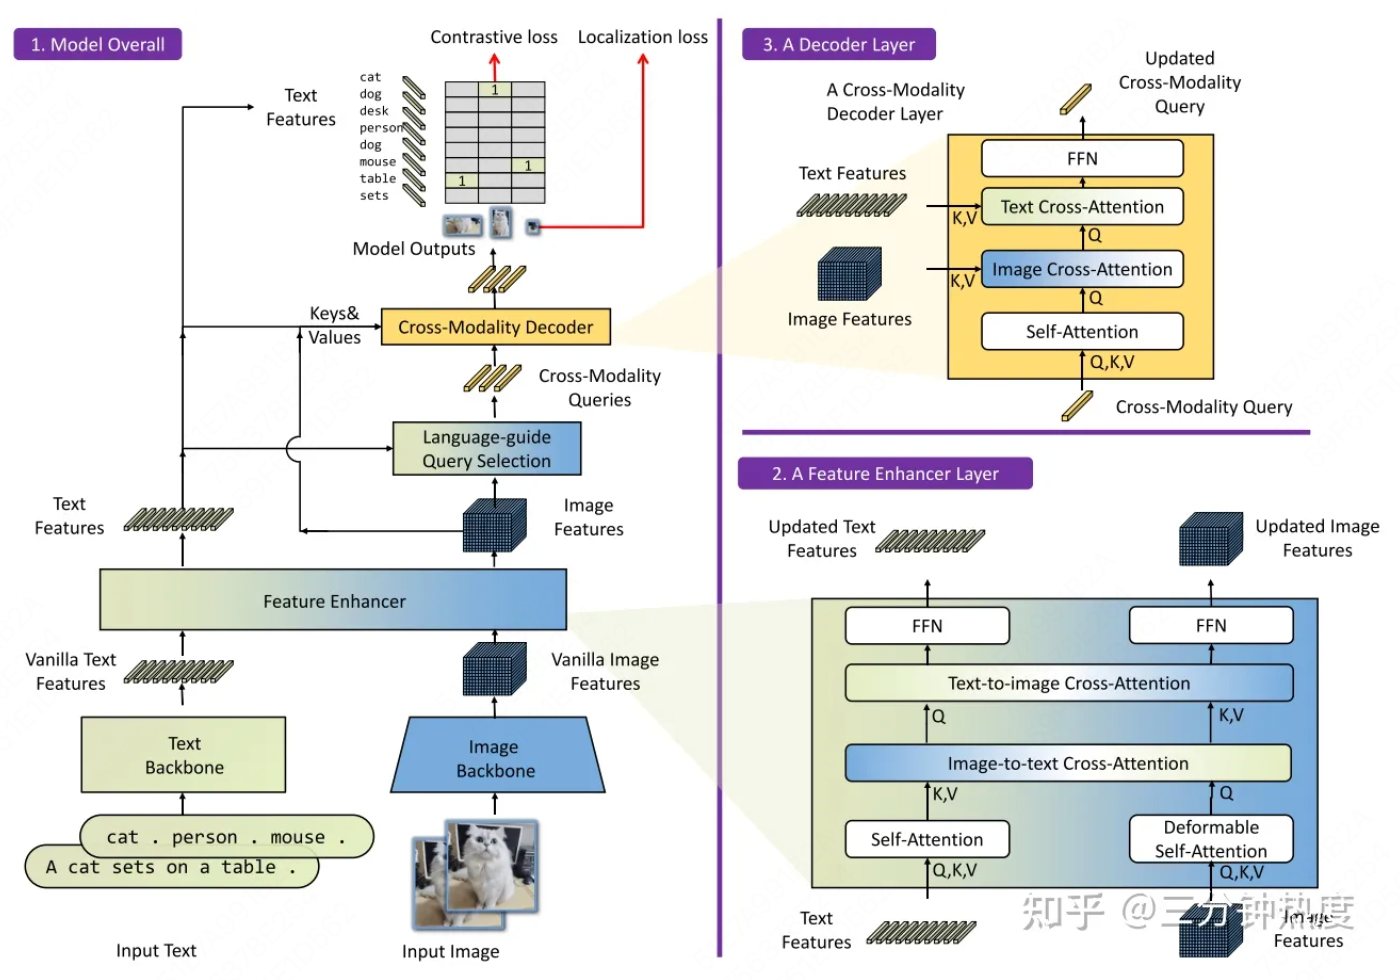 1. Model Overall
Contrastive loss
Localization loss
Text
Features
cat
dog
desk
person
dog
mouse
table
sets
1
1
1
Model Outputs
Keys&
Values
Cross-Modality Decoder
Cross-Modality
Queries
Language-guide
Query Selection
Text
Features
Image
Features
Feature Enhancer
Vanilla Text
Features
Vanilla Image
Features
Text
Backbone
Image
Backbone
cat . person . mouse .
A cat sets on a table .
Input Text
Input Image
3. A Decoder Layer
Updated
Cross-Modality
Query
A Cross-Modality
Decoder Layer
FFN
Text Features
Text Cross-Attention
K,V
Q
Image Cross-Attention
K,V
Q
Image Features
Self-Attention
Q,K,V
Cross-Modality Query
2. A Feature Enhancer Layer
Updated Text
Features
Updated Image
Features
FFN
FFN
Text-to-image Cross-Attention
Q
K,V
Image-to-text Cross-Attention
K,V
Q
Self-Attention
Deformable
Self-Attention
Q,K,V
Q,K,V
Text
Features
Image
Features
知乎 @三分钟热度